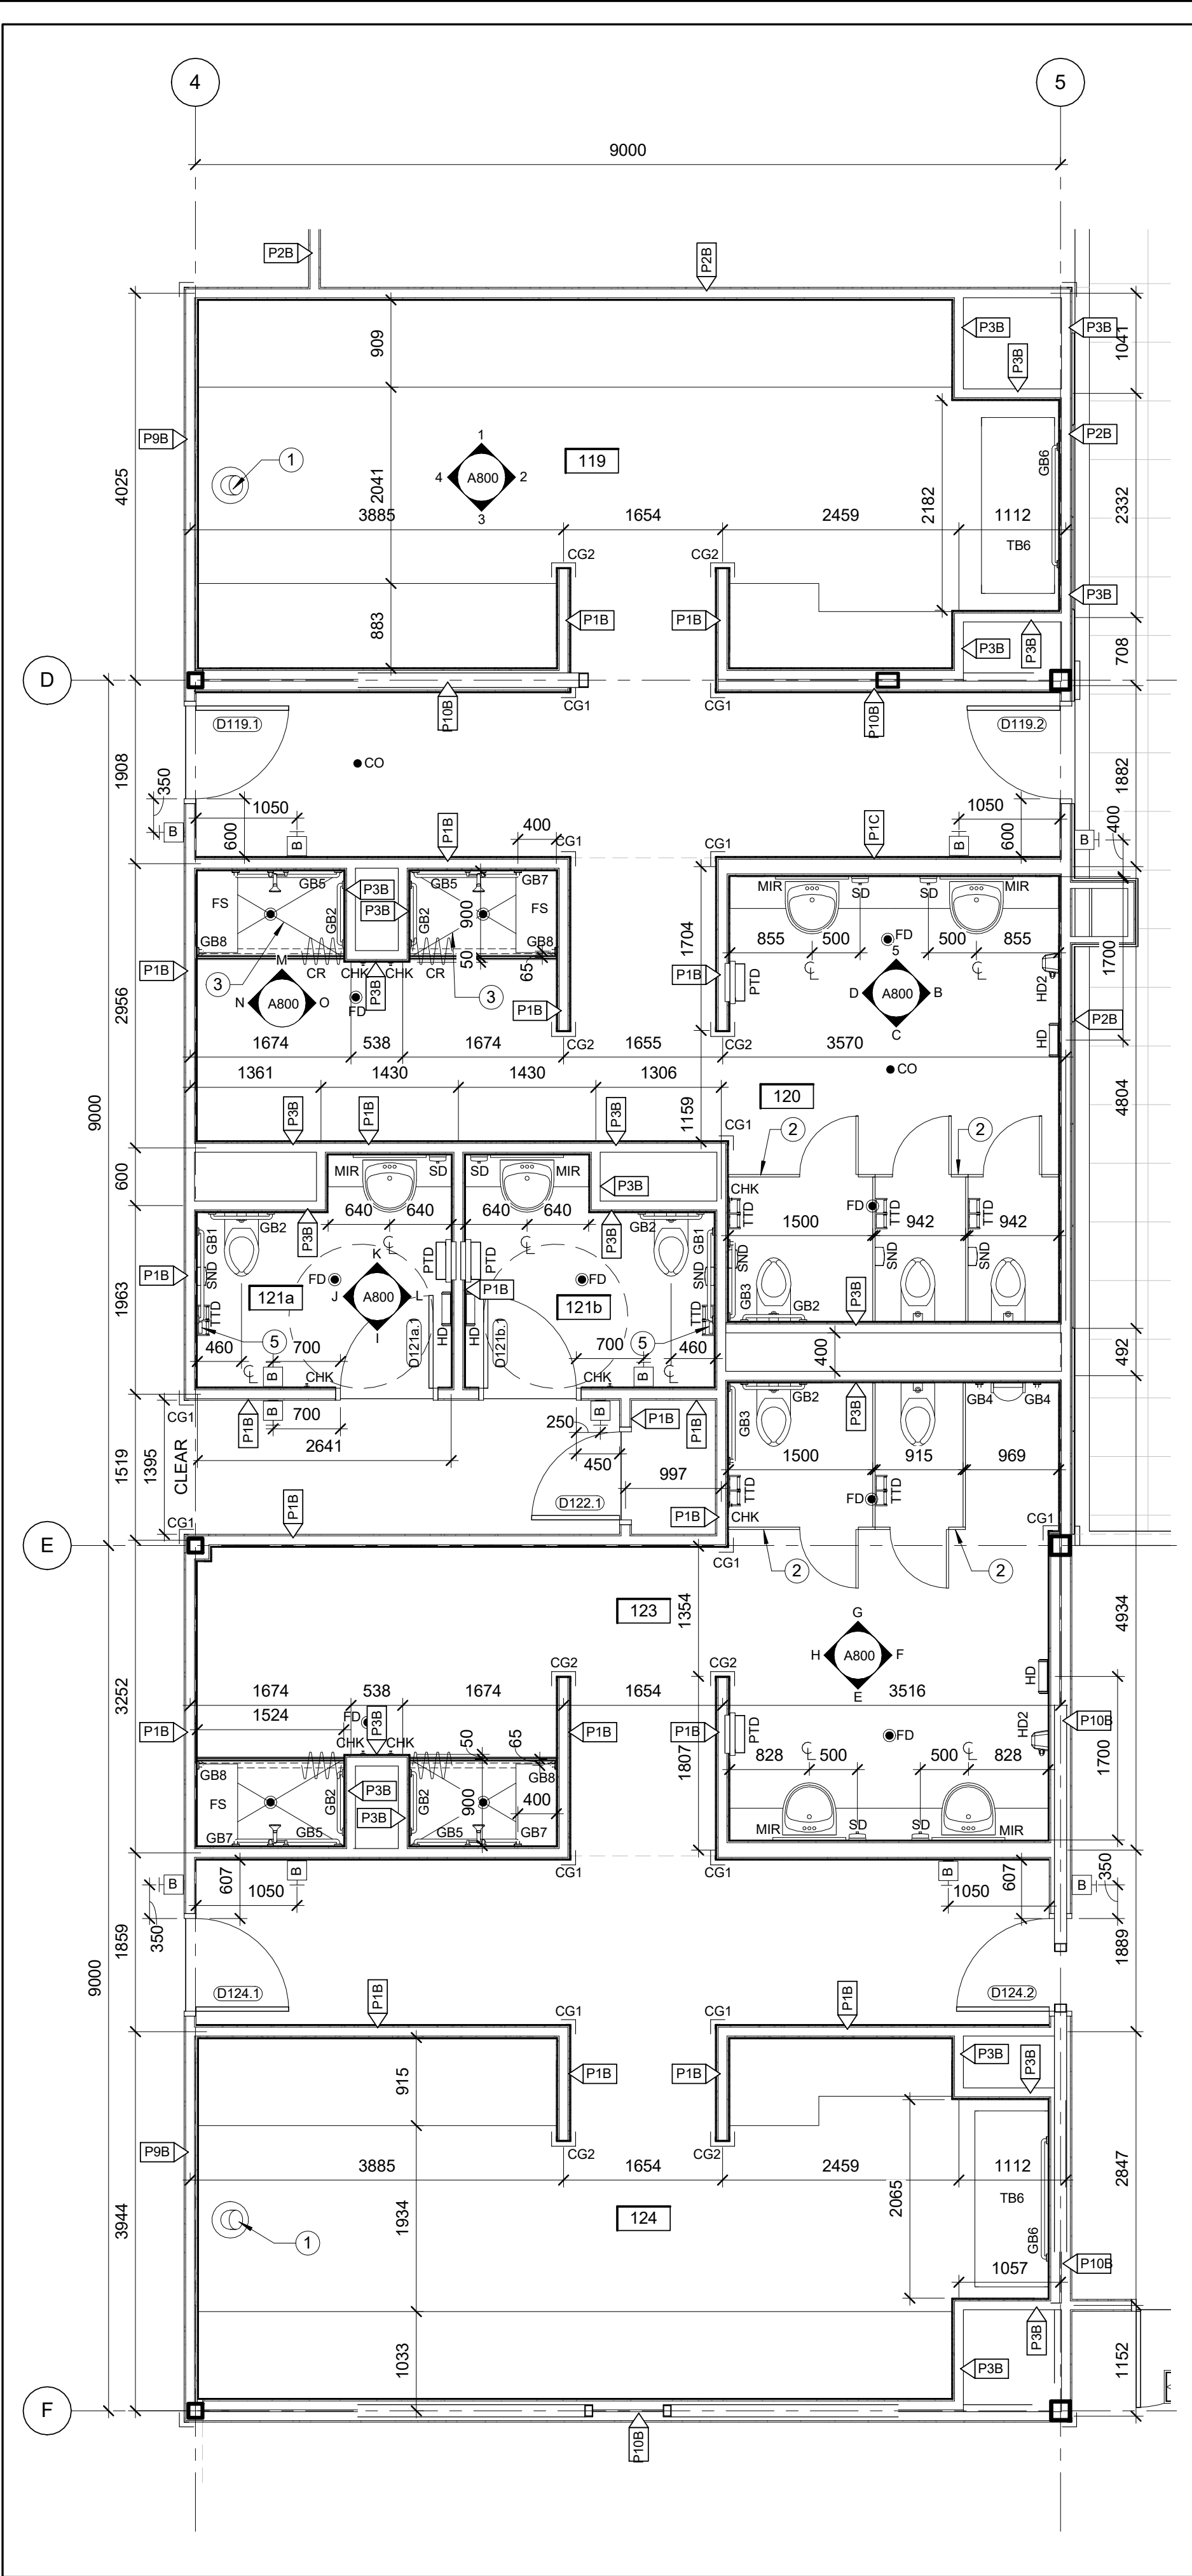 4
5
9000
P2B
P2B
P3B
P3B
P3B
1041
909
P9B
1
4 A800 2
3
1
119
P2B
GB6
4025
2041
3885
1654
2459
2182
1112
2332
TB6
CG2
CG2
P1B
P1B
P3B
883
P3B
P3B
708
D
CG1
CG1
P10B
P10B
D119.1
D119.2
CO
1908
350
1882
1050
1050
400
B
600
B
P1B
400
CG1
CG1
P1C
B
600
B
GB5
P3B
GB5
GB7
MIR
SD
SD
MIR
FS
GB2
P3B
GB2
900
FS
FD
5
GB8
GB8
855
500
500
855
1704
1700
M
CR
CHK
CHK
CR
50
65
℄
℄
P1B
3
N A800 O
FD
P3B
3
P1B
P1B
PTD
D A800 B
C
HD2
P2B
2956
CG2
CG2
HD
1674
538
1674
1655
3570
CO
1361
1430
1430
1306
120
1159
4804
9000
P3B
P1B
P3B
CG1
2
2
MIR
SD
SD
MIR
600
P3B
CHK
GB2
640
640
640
640
GB2
TTD
1500
FD
TTD
942
TTD
942
P3B
P3B
℄
℄
GB1
K
PTD
PTD
GB1
SND
SND
P1B
SND
FD
FD
SND
GB3
GB2
P3B
121a
J A800 L
I
P1B
121b
1963
TTD
TTD
5
D121a.1
HD
HD
D121b.1
5
460
700
700
460
400
492
℄
B
CHK
CHK
B
℄
CG1
P1B
700
250
B
P1B
P1B
GB3
GB2
P3B
GB4
GB4
2641
450
1500
915
969
1519
1395
CLEAR
997
TTD
FD
TTD
D122.1
P1B
CHK
CG1
P1B
CG1
E
CG1
2
2
123
1354
G
H A800 F
E
4934
CG2
CG2
HD
1674
538
1674
1654
3516
3252
1524
FD
P3B
P1B
P1B
P1B
PTD
FD
HD2
P10B
CHK
CHK
50
65
828
℄
500
500
℄
828
1807
1700
GB8
P3B
GB8
FS
GB2
P3B
GB2
900
400
GB7
GB5
GB5
GB7
MIR
SD
SD
MIR
CG1
CG1
B
607
B
1050
B
607
B
350
1050
350
1859
1889
9000
D124.1
D124.2
P1B
CG1
CG1
P1B
P3B
P3B
915
P1B
P1B
P9B
CG2
CG2
3885
1654
2459
1112
2847
2065
TB6
1934
124
GB6
3944
1
P10B
1057
P3B
1033
P3B
1152
F
P10B